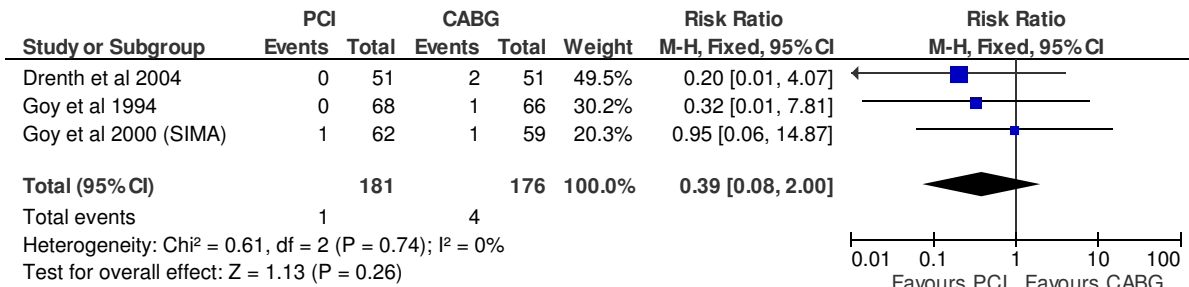 PCI CABG Risk Ratio Risk Ratio
Study or Subgroup Events Total Events Total Weight M-H, Fixed, 95% CI M-H, Fixed, 95% CI
Drenth et al 2004 0 51 2 51 49.5% 0.20 [0.01, 4.07]
Goy et al 1994 0 68 1 66 30.2% 0.32 [0.01, 7.81]
Goy et al 2000 (SIMA) 1 62 1 59 20.3% 0.95 [0.06, 14.87]
Total (95% CI) 181 176 100.0% 0.39 [0.08, 2.00]
Total events 1 4
Heterogeneity: Chi² = 0.61, df = 2 (P = 0.74); I² = 0%
Test for overall effect: Z = 1.13 (P = 0.26)
0.01 0.1 1 10 100
Favours PCI Favours CABG